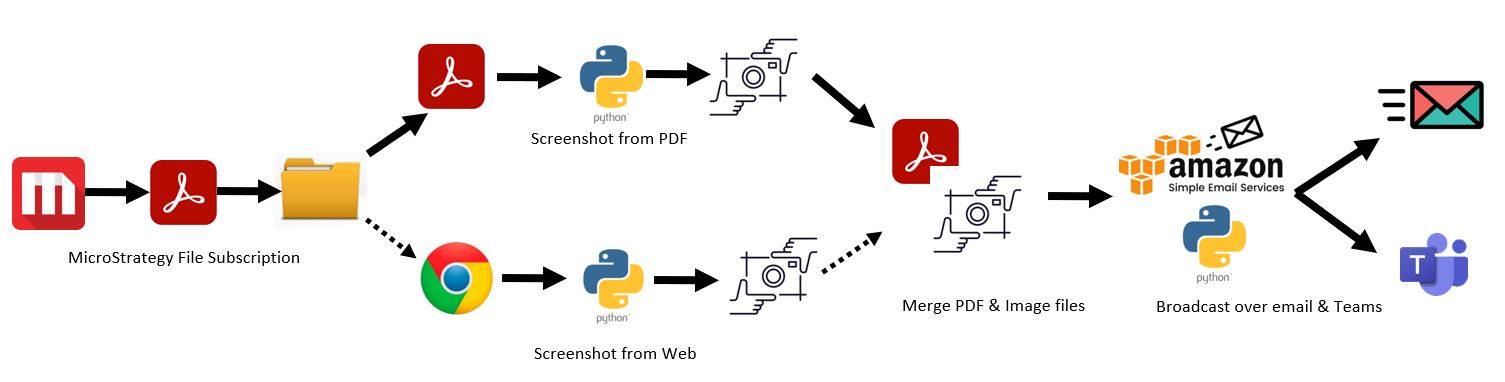 python
Screenshot from PDF
MicroStrategy File Subscription
python
Screenshot from Web
Merge PDF & Image files
amazon
Simple Email Services
python
Broadcast over email & Teams
T